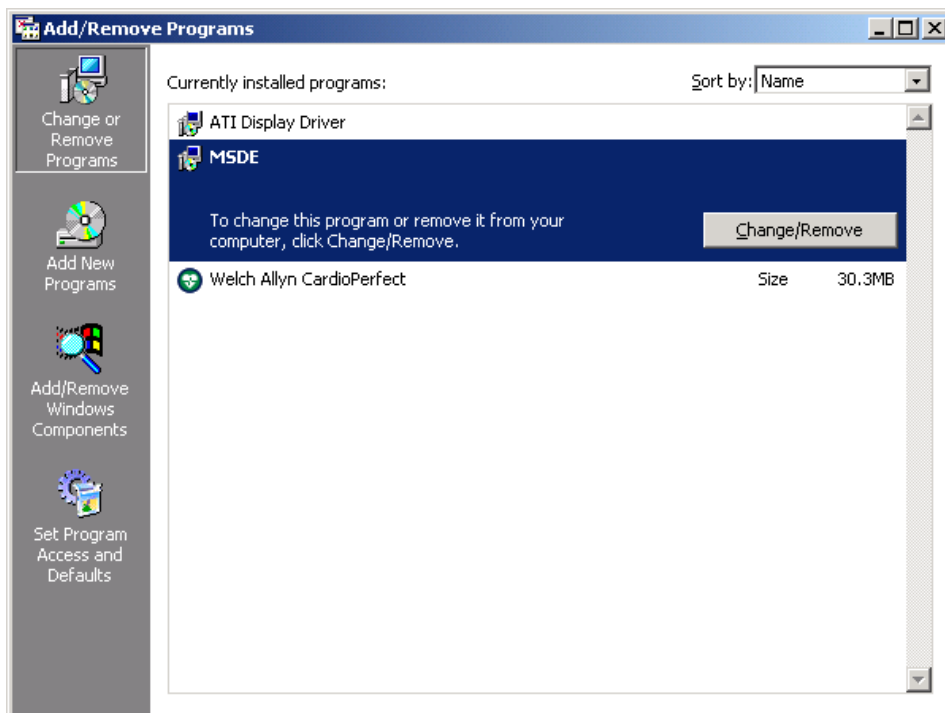 Add/Remove Programs
Change or
Remove
Programs
Add New
Programs
Add/Remove
Windows
Components
Set Program
Access and
Defaults
Currently installed programs:
Sort by: Name
ATI Display Driver
MSDE
To change this program or remove it from your
computer, click Change/Remove.
Change/Remove
Welch Allyn CardioPerfect Size 30.3MB